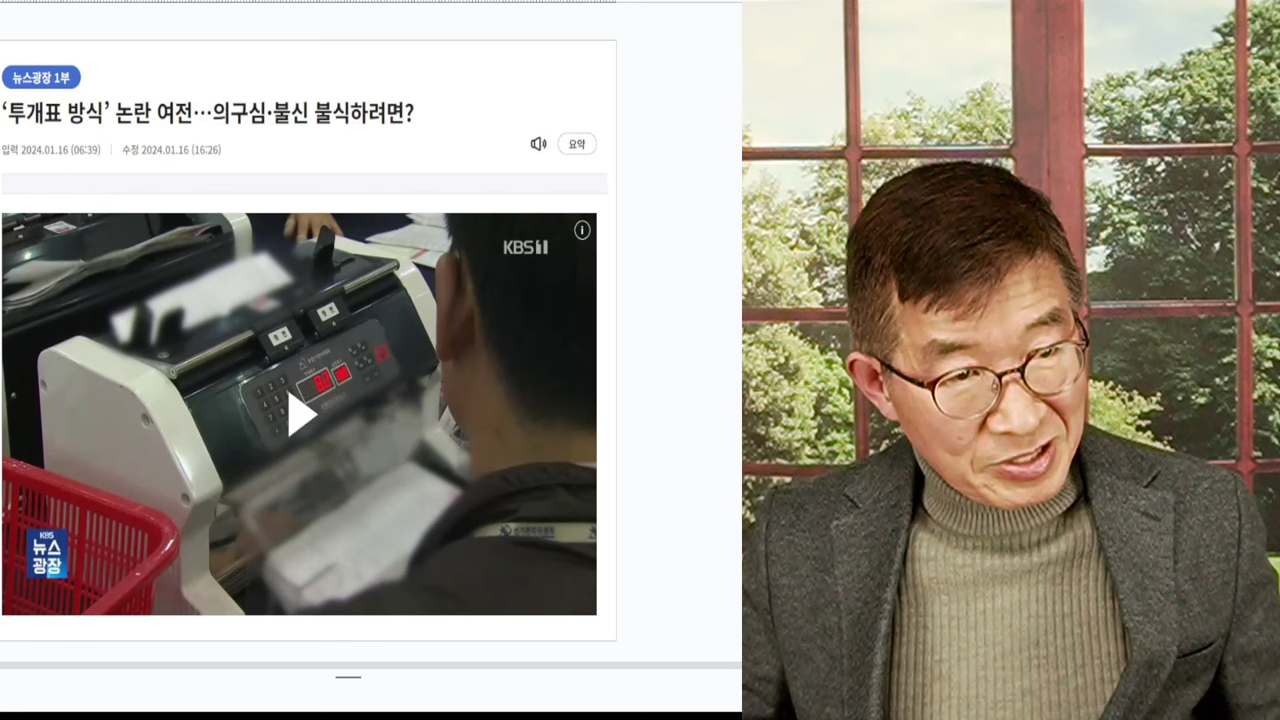 뉴스광장 1부
‘투개표 방식’ 논란 여전…의구심·불신 불식하려면?
입력 2024.01.16 (06:39) 수정 2024.01.16 (16:26)
요약
KBS1
KBS
뉴스
광장